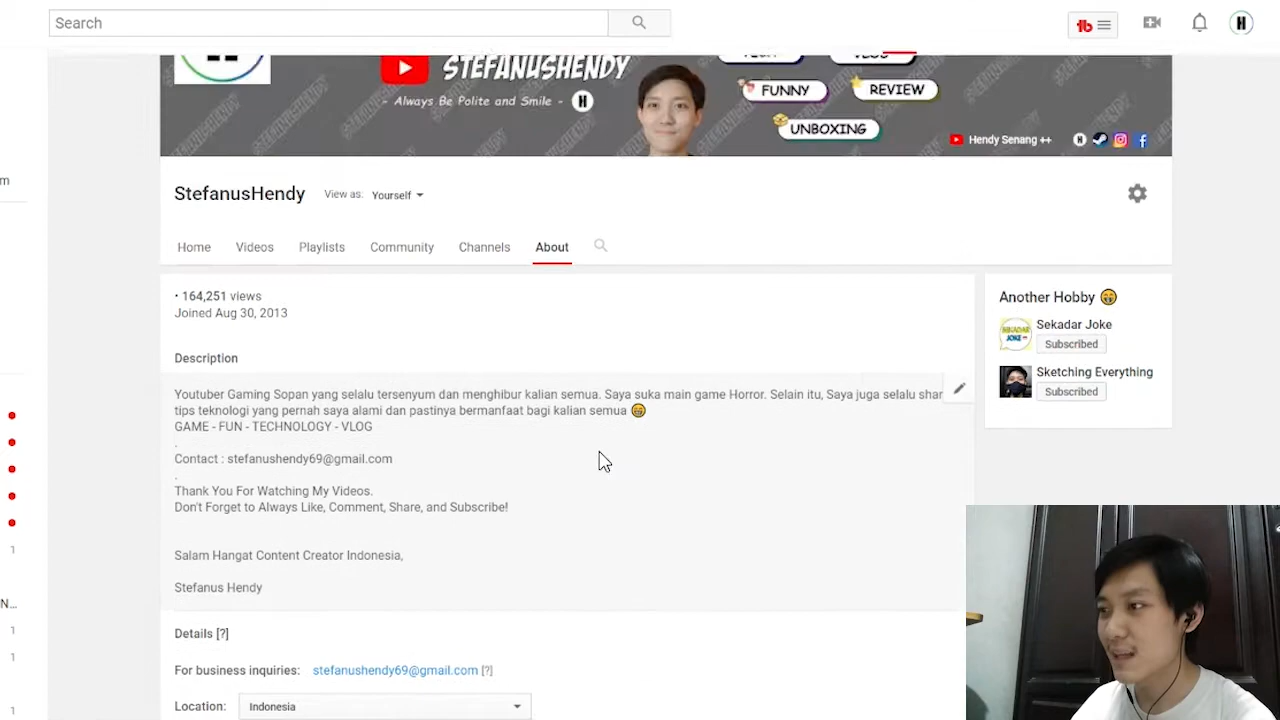 Search
STEFANUSHENDY
- Always Be Polite and Smile -
FUNNY
REVIEW
UNBOXING
Hendy Senang ++
m
StefanusHendy
View as: Yourself
Home Videos Playlists Community Channels About
• 164,251 views
Joined Aug 30, 2013
Description
Youtuber Gaming Sopan yang selalu tersenyum dan menghibur kalian semua. Saya suka main game Horror. Selain itu, Saya juga selalu shar
tips teknologi yang pernah saya alami dan pastinya bermanfaat bagi kalian semua 😁
GAME - FUN - TECHNOLOGY - VLOG
.
Contact : stefanushendy69@gmail.com
.
Thank You For Watching My Videos.
Don't Forget to Always Like, Comment, Share, and Subscribe!
Salam Hangat Content Creator Indonesia,
Stefanus Hendy
Details [?]
For business inquiries: stefanushendy69@gmail.com [?]
Location: Indonesia
Another Hobby 😁
Sekadar Joke
Subscribed
Sketching Everything
Subscribed
1
N...
1
1
1